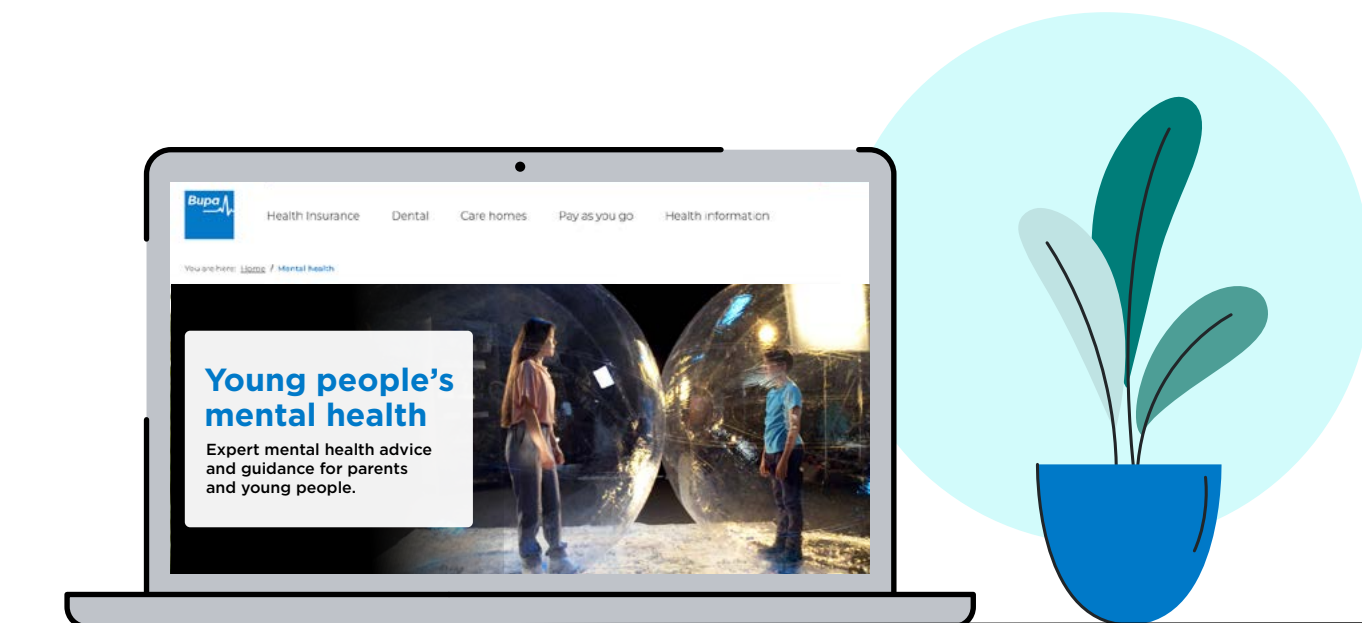 Bupa
Health Insurance Dental Care homes Pay as you go Health information
You are here: Home / Mental health
Young people's
mental health
Expert mental health advice
and guidance for parents
and young people.